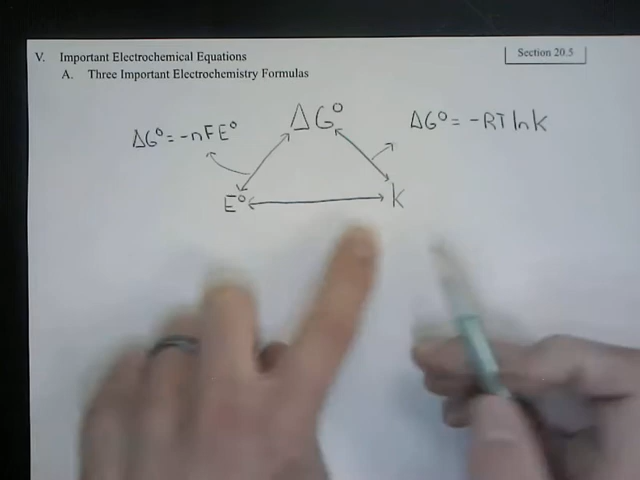 V. Important Electrochemical Equations
Section 20.5
A. Three Important Electrochemistry Formulas
ΔG° = -nFE°
ΔG°
ΔG° = -RT ln K
E°
K